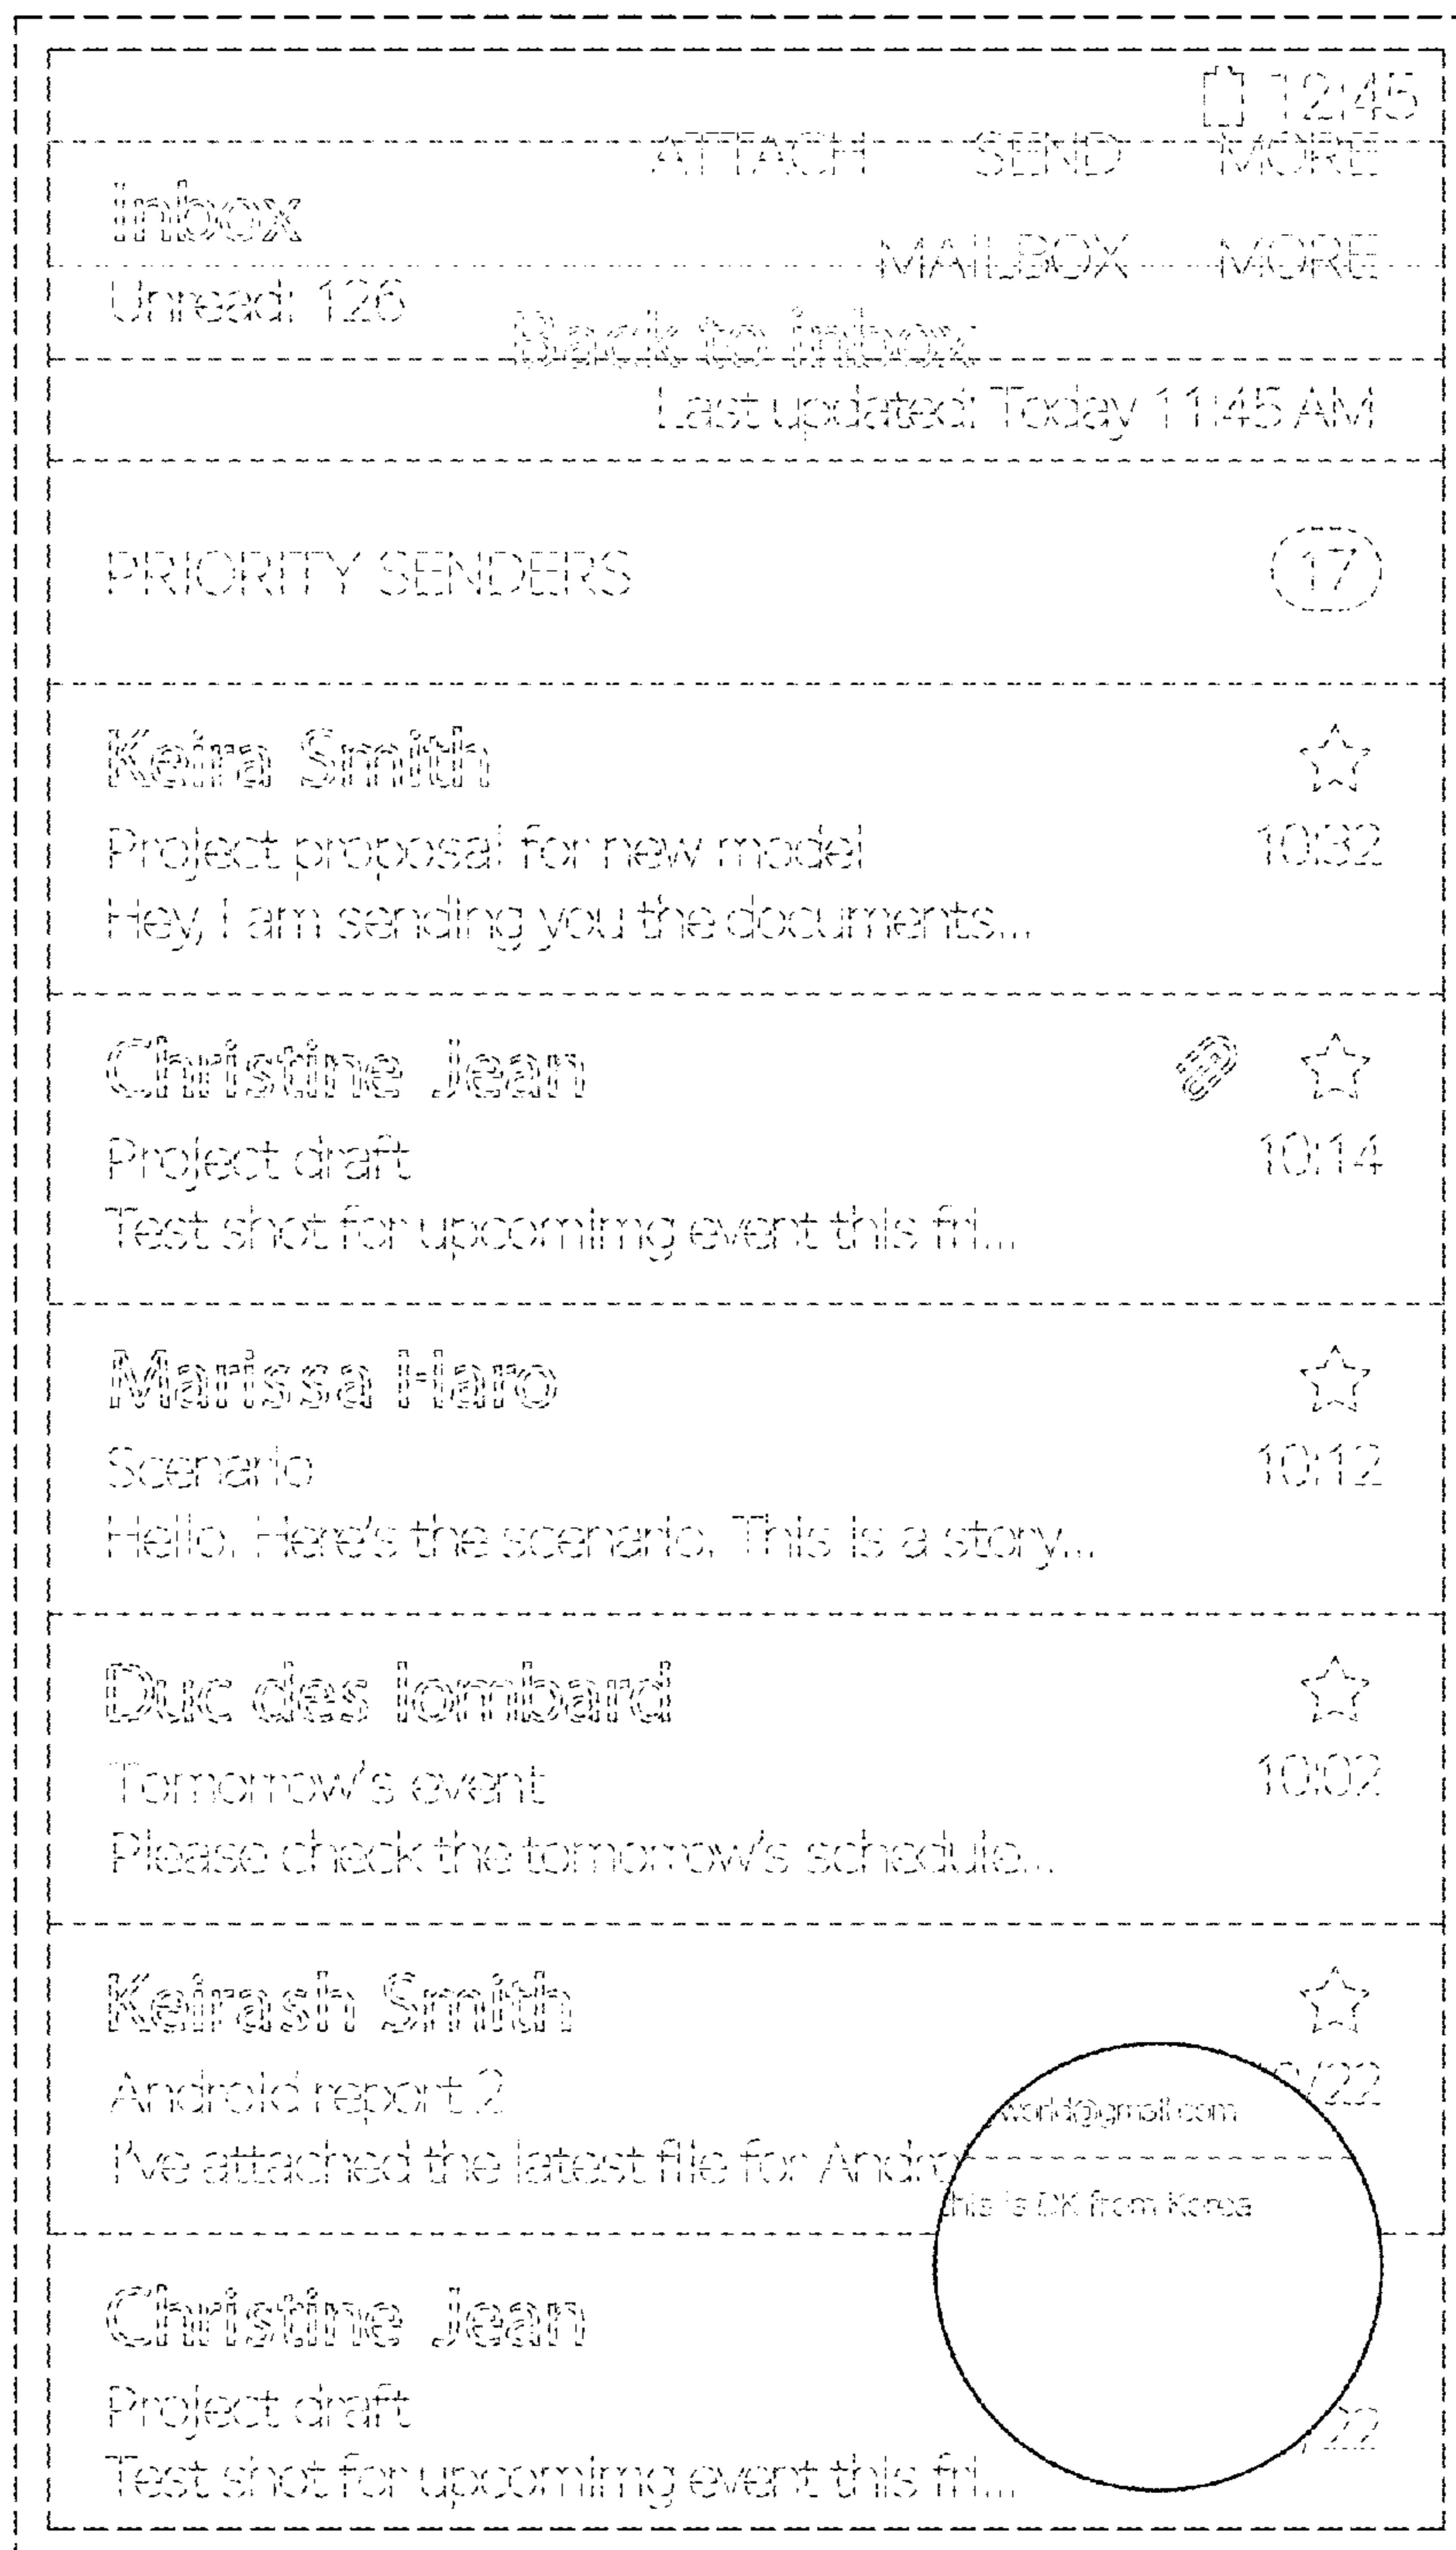 12:45
ATTACH SEND MORE
Inbox
MAILBOX MORE
Unread: 126
Back to inbox
Last updated: Today 11:45 AM
PRIORITY SENDERS 17
Keira Smith
Project proposal for new model 10:32
Hey, I am sending you the documents...
Christine Jean
Project draft 10:14
Test shot for upcomimg event this fri...
Marissa Haro
Scenario 10:12
Hello. Here's the scenario. This is a story...
Duc des lombard
Tomorrow's event 10:02
Please check the tomorrow's schedule...
Keirash Smith
Android report 2 /22
world@gmail.com
I've attached the latest file for Andro
this is DK from Korea
Christine Jean
Project draft /22
Test shot for upcomimg event this fri...